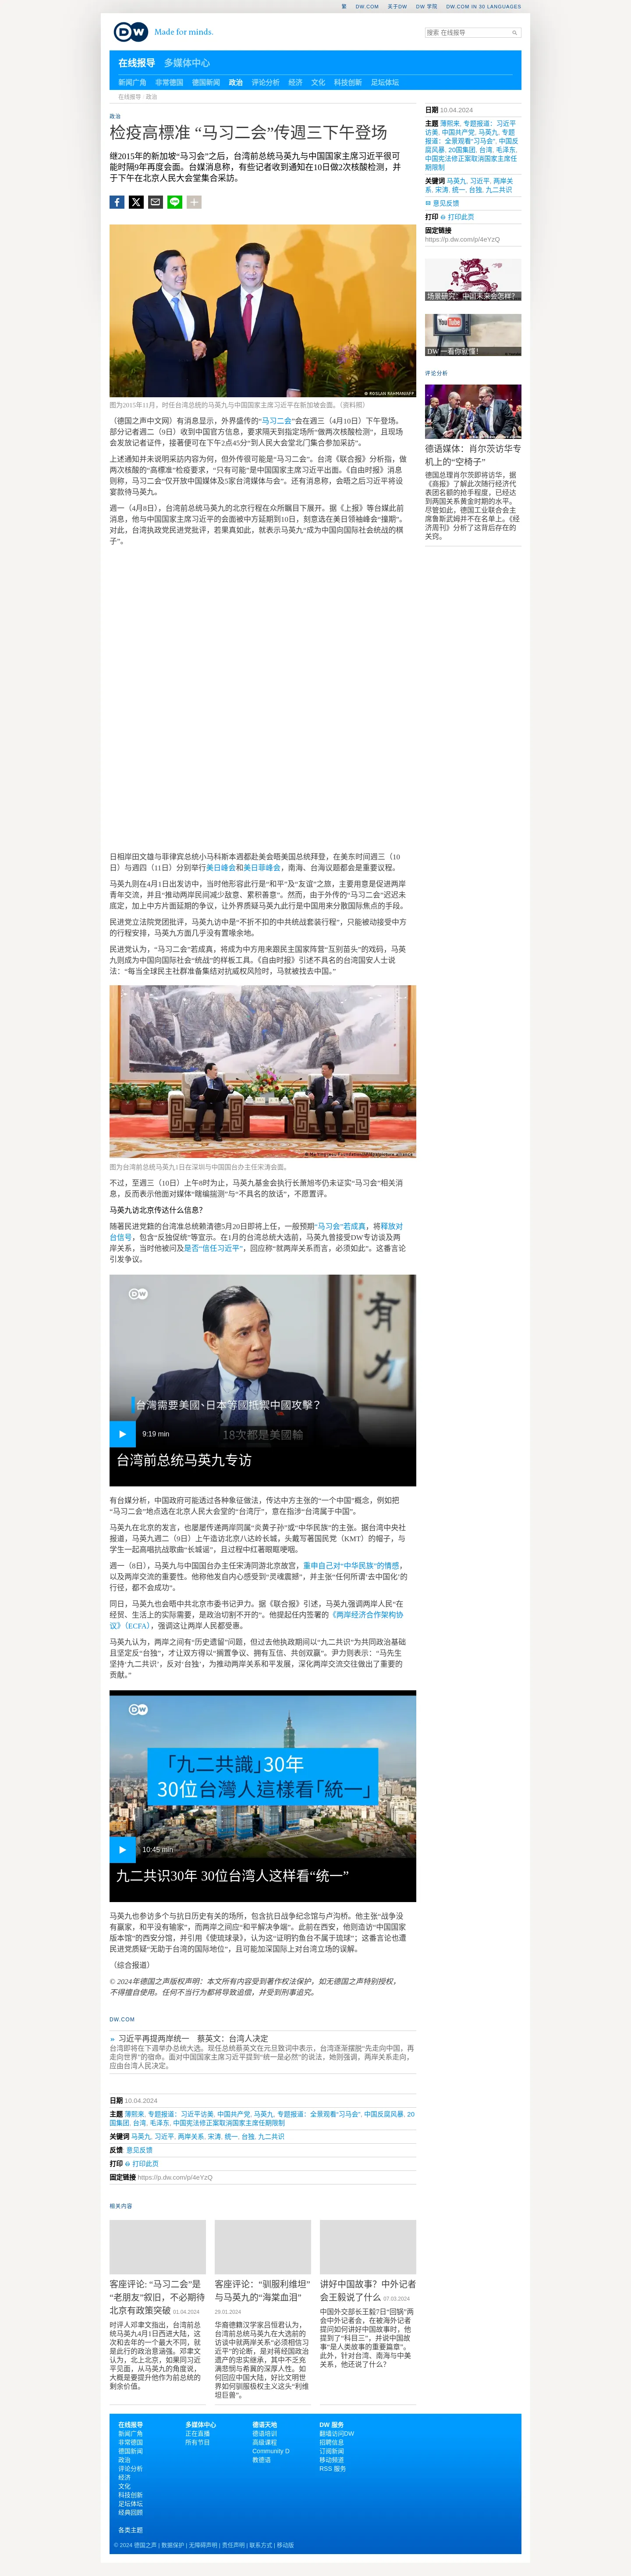 繁 DW.COM 关于DW DW 学院 DW.COM IN 30 LANGUAGES
DW Made for minds.
搜索 在线报导
在线报导 多媒体中心
新闻广角 非常德国 德国新闻 政治 评论分析 经济 文化 科技创新 走坛体坛
在线报导 / 政治
政治
检疫高標准 “马习二会”传週三下午登场
继2015年的新加坡“马习会”之后，台湾前总统马英九与中国国家主席习近平很可
能时隔9年再度会面。台媒消息称，有些记者收到通知在10日做2次核酸检测，并
于下午在北京人民大会堂集合采訪。
© ROSLAN RAHMAN/AFP
图为2015年11月，时任台湾总统的马英九与中国国家主席习近平在新加坡会面。（资料照）
（德国之声中文网）有消息显示，外界盛传的“马习二会”会在週三（4月10日）下午登场。
部分记者週二（9日）收到中国官方信息，要求隔天到指定场所“做两次核酸检测”，且现场
会发放记者证件，接著便可在下午2点45分“到人民大会堂北门集合参加采訪”。
上述通知并未说明采訪内容为何，但外传很可能是“马习二会”。台湾《联合报》分析指，做
两次核酸的“高標准”检疫要求，“只有可能”是中国国家主席习近平出面。《自由时报》消息
则称，马习二会“仅开放中国媒体及5家台湾媒体与会”。还有消息称，会晤之后习近平将设
宴款待马英九。
週一（4月8日），台湾前总统马英九的北京行程在众所瞩目下展开。据《上报》等台媒此前
消息，他与中国国家主席习近平的会面被中方延期到10日，刻意选在美日领袖峰会“撞期”。
对此，台湾执政党民进党批评，若果真如此，就表示马英九“成为中国向国际社会统战的棋
子”。
日相岸田文雄与菲律宾总统小马科斯本週都赴美会晤美国总统拜登，在美东时间週三（10
日）与週四（11日）分别举行美日峰会和美日菲峰会，南海、台海议题都会是重要议程。
马英九则在4月1日出发访中，当时他形容此行是“和平”及“友谊”之旅，主要用意是促进两岸
青年交流，并且“推动两岸民间减少敌意、累积善意”。然而，由于外传的“马习二会”迟迟未
底定，加上中方片面延期的争议，让外界质疑马英九此行是中国用来分散国际焦点的手段。
民进党立法院党团批评，马英九访中是“不折不扣的中共统战套装行程”，只能被动接受中方
的行程安排，马英九方面几乎没有置喙余地。
民进党认为，“马习二会”若成真，将成为中方用来跟民主国家阵营“互别苗头”的戏码，马英
九则成为中国向国际社会“统战”的样板工具。《自由时报》引述不具名的台湾国安人士说
法：“每当全球民主社群准备集结对抗威权风险时，马就被找去中国。”
图为台湾前总统马英九1日在深圳与中国国台办主任宋涛会面。
不过，至週三（10日）上午8时为止，马英九基金会执行长萧旭岑仍未证实“马习会”相关消
息，反而表示他面对媒体“瞎编揣测”与“不具名的放话”，不愿置评。
马英九访北京传达什么信息？
随著民进党籍的台湾准总统赖清德5月20日即将上任，一般预期“马习会”若成真，将释放对
台信号，包含“反独促统”等宣示。在1月的台湾总统大选前，马英九曾接受DW专访谈及两
岸关系，当时他被问及是否“信任习近平”，回应称“就两岸关系而言，必须如此”。这番言论
引发争议。
台灣需要美國、日本等國抵禦中國攻擊？
18次都是美國輸
9:19 min
台湾前总统马英九专访
有台媒分析，中国政府可能透过各种象征做法，传达中方主张的“一个中国”概念，例如把
“马习二会”地点选在北京人民大会堂的“台湾厅”，意在指涉“台湾属于中国”。
马英九在北京的发言，也屡屡传递两岸同属“炎黄子孙”或“中华民族”的主张。据台湾中央社
报道，马英九週二（9日）上午造访北京八达岭长城，头戴写著国民党（KMT）的帽子，与
学生一起高唱抗战歌曲“长城谣”，且过程中红著眼眶哽咽。
週一（8日），马英九与中国国台办主任宋涛同游北京故宫，重申自己对“中华民族”的情感，
以及两岸交流的重要性。他称他发自内心感受到“灵魂震撼”，并主张“任何所谓‘去中国化’的
行径，都不会成功”。
同日，马英九也会晤中共北京市委书记尹力。据《联合报》引述，马英九强调两岸人民“在
经贸、生活上的实际需要，是政治切割不开的”。他提起任内签署的《两岸经济合作架构协
议》（ECFA），强调这让两岸人民都受惠。
马英九认为，两岸之间有“历史遗留”问题，但过去他执政期间以“九二共识”为共同政治基础
且坚定反“台独”，才让双方得以“搁置争议、拥有互信、共创双赢”。尹力则表示：“马先生
坚持‘九二共识’，反对‘台独’，为推动两岸关系和平发展，深化两岸交流交往做出了重要的
贡献。”
「九二共識」30年
30位台灣人這樣看「統一」
10:45 min
九二共识30年 30位台湾人这样看“统一”
马英九也参访多个与抗日历史有关的场所，包含抗日战争纪念馆与卢沟桥。他主张“战争没
有赢家，和平没有输家”，而两岸之间应“和平解决争端”。此前在西安，他则造访“中国国家
版本馆”的西安分馆，并引用《使琉球录》，认为这“证明钓鱼台不属于琉球”；这番言论也遭
民进党质疑“无助于台湾的国际地位”，且可能加深国际上对台湾立场的误解。
（综合报道）
© 2024年德国之声版权声明：本文所有内容受到著作权法保护，如无德国之声特别授权，
不得擅自使用。任何不当行为都将导致追偿，并受到刑事追究。
DW.COM
习近平再提两岸统一 蔡英文：台湾人决定
台湾即将在下週举办总统大选。现任总统蔡英文在元旦致词中表示，台湾逐渐摆脱“先走向中国，再
走向世界”的宿命。面对中国国家主席习近平提到“统一是必然”的说法，她则强调，两岸关系走向，
应由台湾人民决定。
日期 10.04.2024
主题 薄熙来, 专题报道：习近平访美, 中国共产党, 马英九, 专题报道：全景观看“马习会”, 中国反腐风暴, 20
国集团, 台湾, 毛泽东, 中国宪法修正案取消国家主席任期限制
关键词 马英九, 习近平, 两岸关系, 宋涛, 统一, 台独, 九二共识
反馈 意见反馈
打印 打印此页
固定链接 https://p.dw.com/p/4eYzQ
相关内容
客座评论: “马习二会”是
“老朋友”叙旧，不必期待
北京有政策突破 01.04.2024
时评人邓聿文指出，台湾前总
统马英九4月1日西进大陆，这
次和去年的一个最大不同，就
是此行的政治意涵强。邓聿文
认为，北上北京，如果同习近
平见面，从马英九的角度说，
大概是要提升他作为前总统的
剩余价值。
客座评论：“驯服利维坦”
与马英九的“海棠血泪”
29.01.2024
华裔德籍汉学家吕恒君认为，
台湾前总统马英九在大选前的
访谈中就两岸关系“必须相信习
近平”的论断，是对蒋经国政治
遗产的忠实继承，其中不乏充
满悲悯与希冀的深厚人性。如
何回应中国大陆，好比文明世
界如何驯服极权主义这头“利维
坦巨兽”。
讲好中国故事？中外记者
会王毅说了什么 07.03.2024
中国外交部长王毅7日“回锅”两
会中外记者会，在被海外记者
提问如何讲好中国故事时，他
提到了“科目三”，并说中国故
事“是人类故事的重要篇章”。
此外，针对台湾、南海与中美
关系，他还说了什么？
日期 10.04.2024
主题 薄熙来, 专题报道：习近平
访美, 中国共产党, 马英九, 专题
报道：全景观看“马习会”, 中国反
腐风暴, 20国集团, 台湾, 毛泽东,
中国宪法修正案取消国家主席任
期限制
关键词 马英九, 习近平, 两岸关
系, 宋涛, 统一, 台独, 九二共识
意见反馈
打印 打印此页
固定链接
https://p.dw.com/p/4eYzQ
场景研究：中国未来会怎样？
YouTube
DW 一看你就懂！
评论分析
德语媒体：肖尔茨访华专
机上的“空椅子”
德国总理肖尔茨即将访华，据
《商报》了解此次随行经济代
表团名额的抢手程度，已经达
到两国关系黄金时期的水平。
尽管如此，德国工业联合会主
席鲁斯武姆并不在名单上。《经
济周刊》分析了这背后存在的
关窍。
在线报导
新闻广角
非常德国
德国新闻
政治
评论分析
经济
文化
科技创新
走坛体坛
经典回顾
各类主题
多媒体中心
正在直播
所有节目
德语天地
德语培训
高级课程
Community D
教德语
DW 服务
翻墙访问DW
招聘信息
订阅新闻
移动频道
RSS 服务
© 2024 德国之声 | 数据保护 | 无障碍声明 | 责任声明 | 联系方式 | 移动版